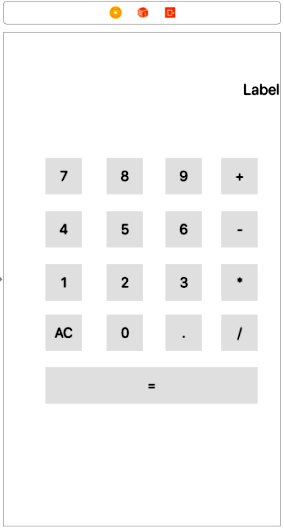 Label
7 8 9 +
4 5 6 -
1 2 3 *
AC 0 . /
=